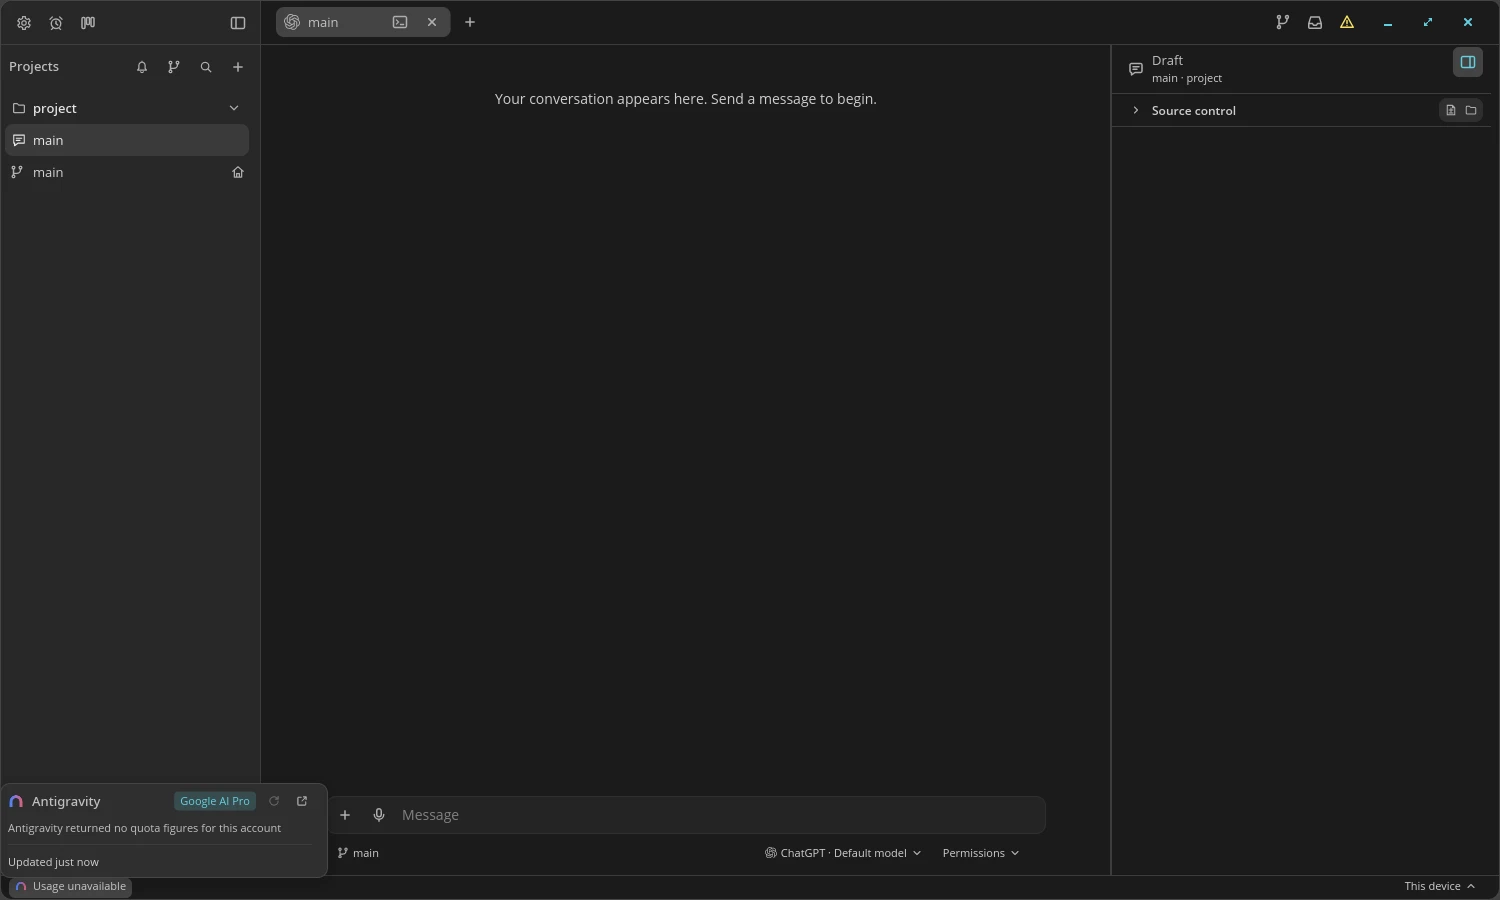 main
Projects
project
main
main
Your conversation appears here. Send a message to begin.
Draft
main · project
Source control
Antigravity
Google AI Pro
Antigravity returned no quota figures for this account
Updated just now
Message
main
ChatGPT · Default model
Permissions
Usage unavailable
This device